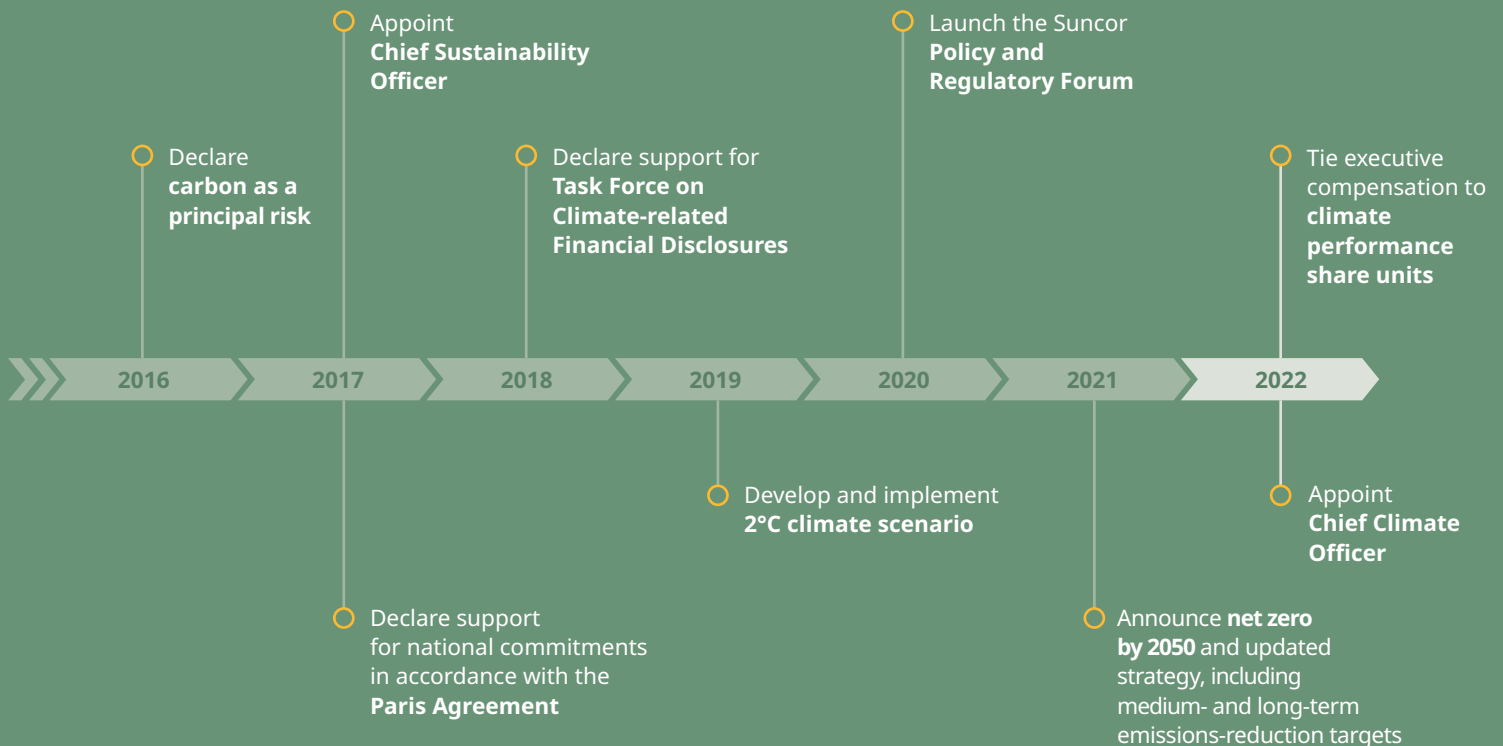 Appoint
Chief Sustainability
Officer
Launch the Suncor
Policy and
Regulatory Forum
Declare
carbon as a
principal risk
Declare support for
Task Force on
Climate-related
Financial Disclosures
Tie executive
compensation to
climate
performance
share units
2016
2017
2018
2019
2020
2021
2022
Develop and implement
2°C climate scenario
Appoint
Chief Climate
Officer
Declare support
for national commitments
in accordance with the
Paris Agreement
Announce net zero
by 2050 and updated
strategy, including
medium- and long-term
emissions-reduction targets